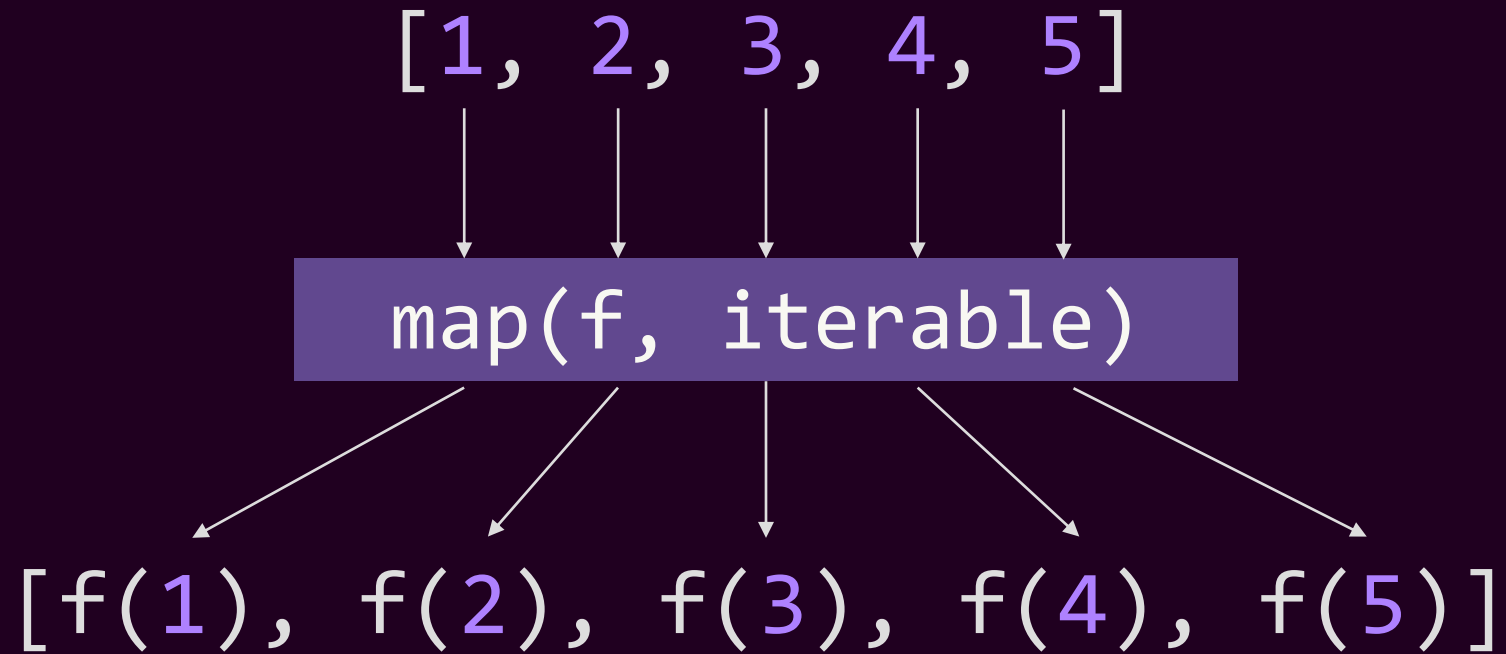 [1, 2, 3, 4, 5]
map(f, iterable)
[f(1), f(2), f(3), f(4), f(5)]